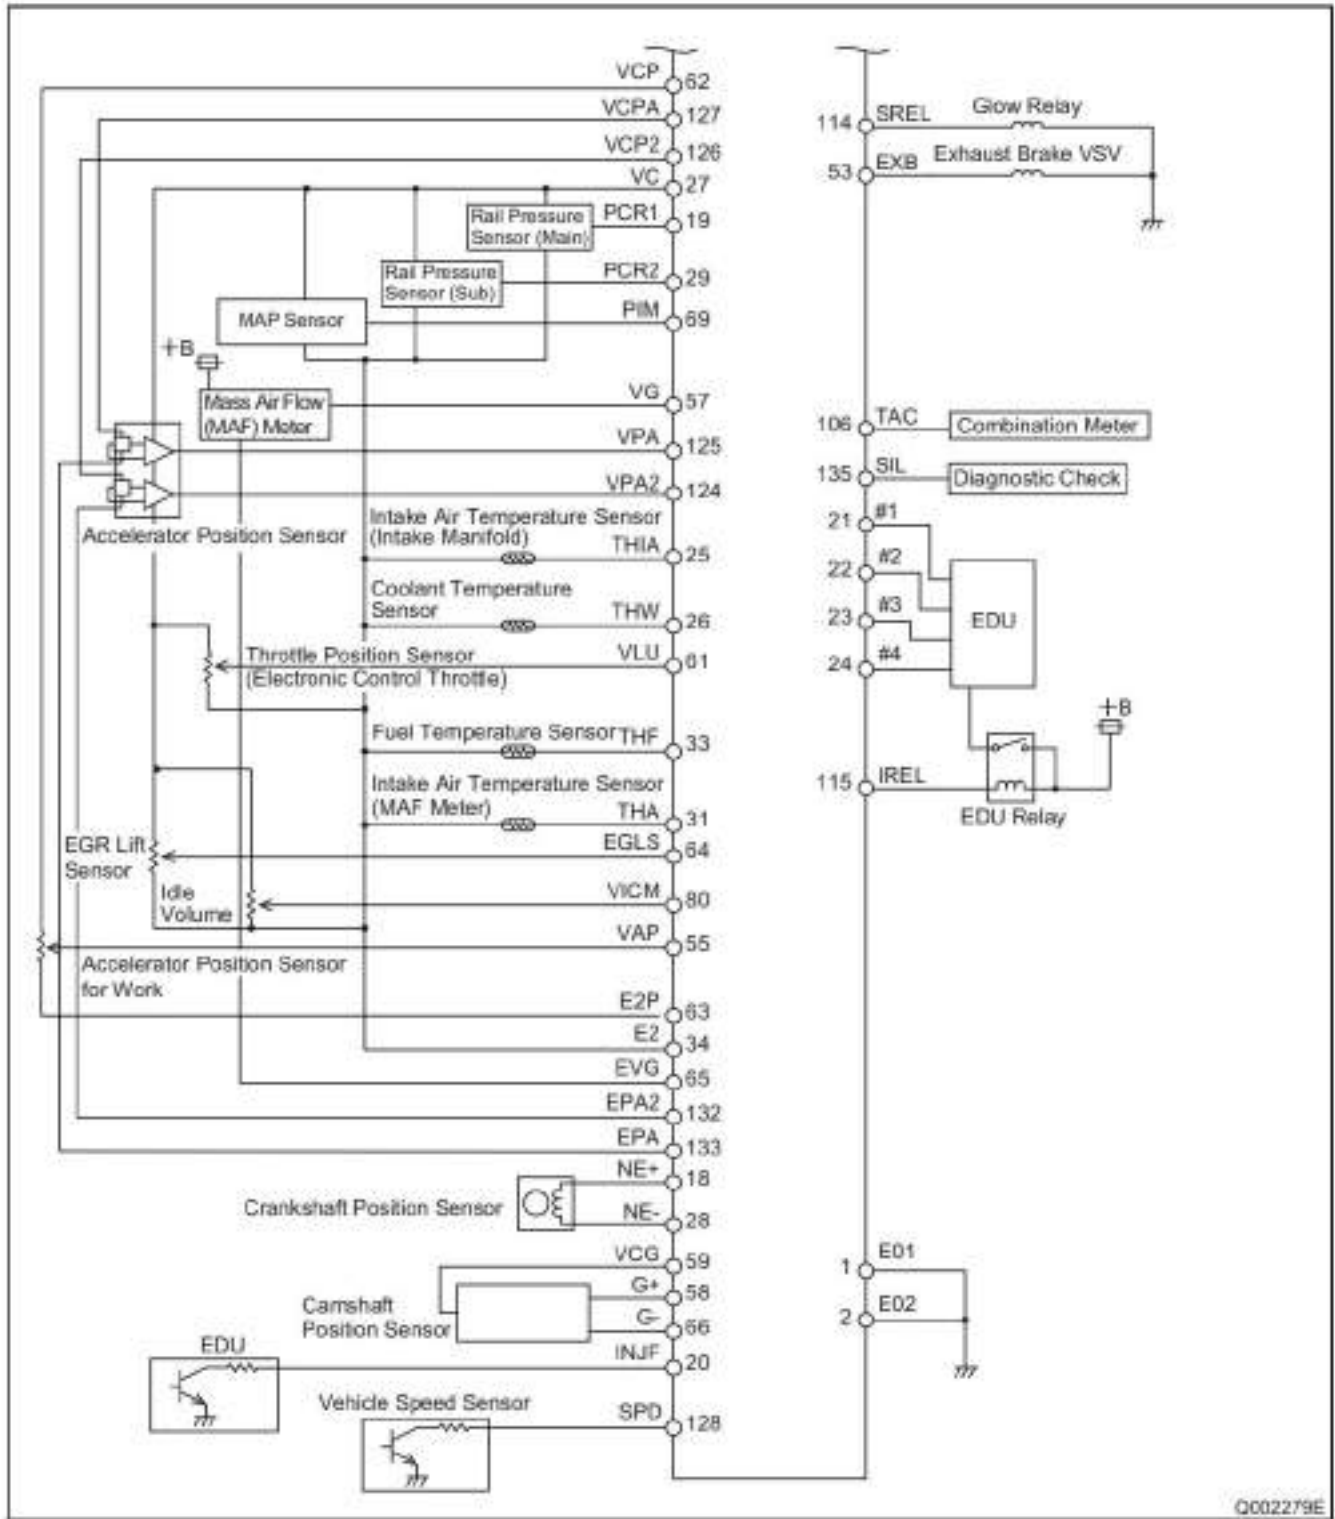 VCP
62
VCPA
127
VCP2
126
VC
27
Rail Pressure
Sensor (Main)
PCR1
19
Rail Pressure
Sensor (Sub)
PCR2
29
MAP Sensor
PIM
69
+B
Mass Air Flow
(MAF) Meter
VG
57
VPA
125
VPA2
124
Accelerator Position Sensor
Intake Air Temperature Sensor
(Intake Manifold)
THIA
25
Coolant Temperature
Sensor
THW
26
Throttle Position Sensor
(Electronic Control Throttle)
VLU
61
Fuel Temperature Sensor
THF
33
Intake Air Temperature Sensor
(MAF Meter)
THA
31
EGR Lift
Sensor
EGLS
64
Idle
Volume
VICM
80
VAP
55
Accelerator Position Sensor
for Work
E2P
63
E2
34
EVG
65
EPA2
132
EPA
133
Crankshaft Position Sensor
NE+
18
NE-
28
VCG
59
Camshaft
Position Sensor
G+
58
G-
66
EDU
INJF
20
Vehicle Speed Sensor
SPD
128
114
SREL
Glow Relay
53
EXB
Exhaust Brake VSV
106
TAC
Combination Meter
135
SIL
Diagnostic Check
21
#1
22
#2
23
#3
24
#4
EDU
+B
115
IREL
EDU Relay
1
E01
2
E02
Q002279E